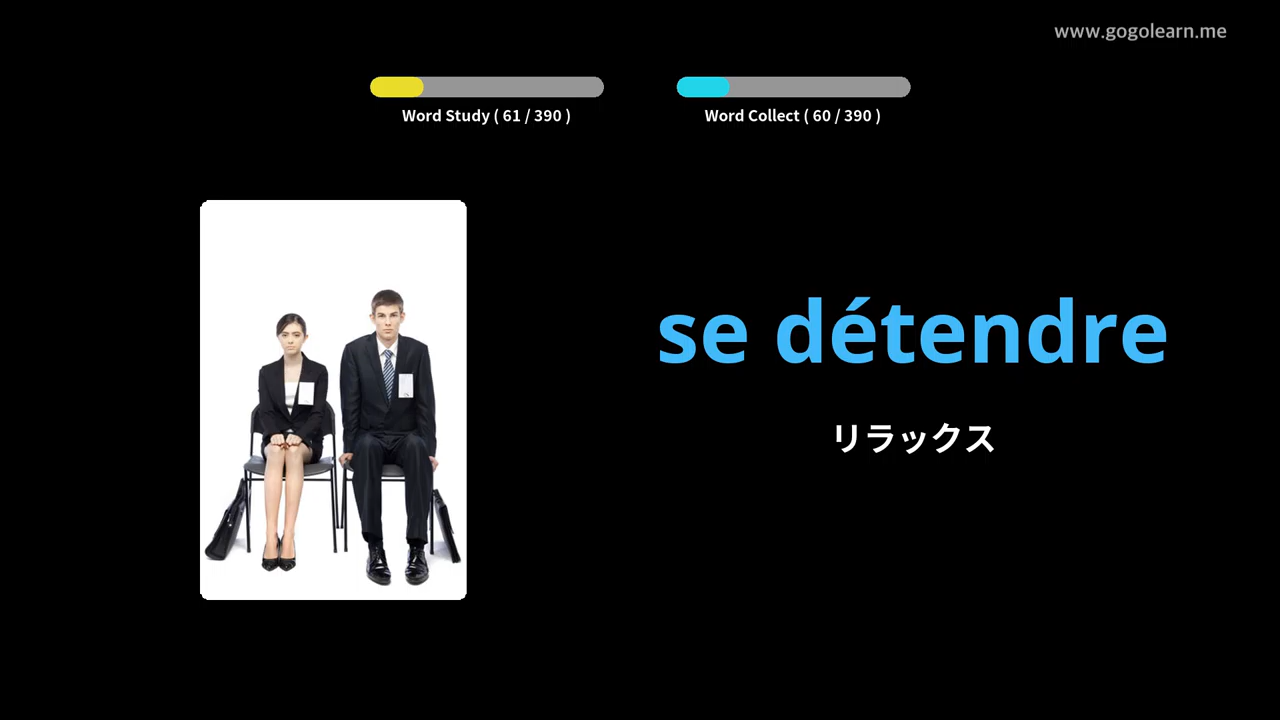 www.gogolearn.me
Word Study ( 61 / 390 )
Word Collect ( 60 / 390 )
se détendre
リラックス